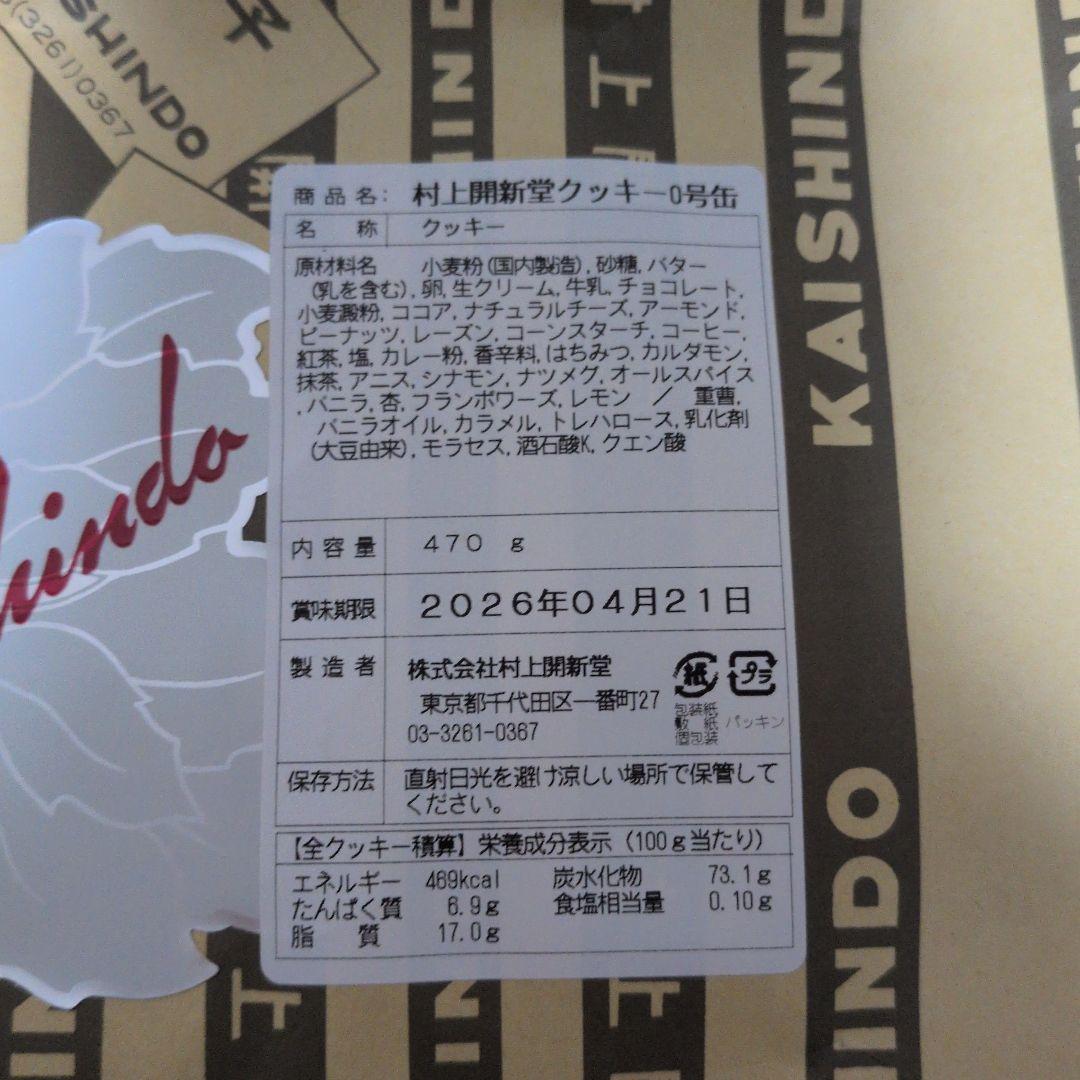 子
SHINDO
(3261)0367
KAISHINDO
Shindo
商品名: 村上開新堂クッキー0号缶
名 称 クッキー
原材料名 小麦粉(国内製造), 砂糖, バター
(乳を含む), 卵, 生クリーム, 牛乳, チョコレート,
小麦澱粉, ココア, ナチュラルチーズ, アーモンド,
ピーナッツ, レーズン, コーンスターチ, コーヒー,
紅茶, 塩, カレー粉, 香辛料, はちみつ, カルダモン,
抹茶, アニス, シナモン, ナツメグ, オールスパイス
, バニラ, 杏, フランボワーズ, レモン ／ 重曹,
バニラオイル, カラメル, トレハロース, 乳化剤
(大豆由来), モラセス, 酒石酸K, クエン酸
内容量 470 g
賞味期限 2026年04月21日
製造者 株式会社村上開新堂
東京都千代田区一番町27
03-3261-0367
紙 プラ
包装紙
敷 紙 パッキン
個包装
保存方法 直射日光を避け涼しい場所で保管して
ください。
【全クッキー積算】栄養成分表示（100g当たり）
エネルギー 469kcal 炭水化物 73.1g
たんぱく質 6.9g 食塩相当量 0.10g
脂 質 17.0g
INDO